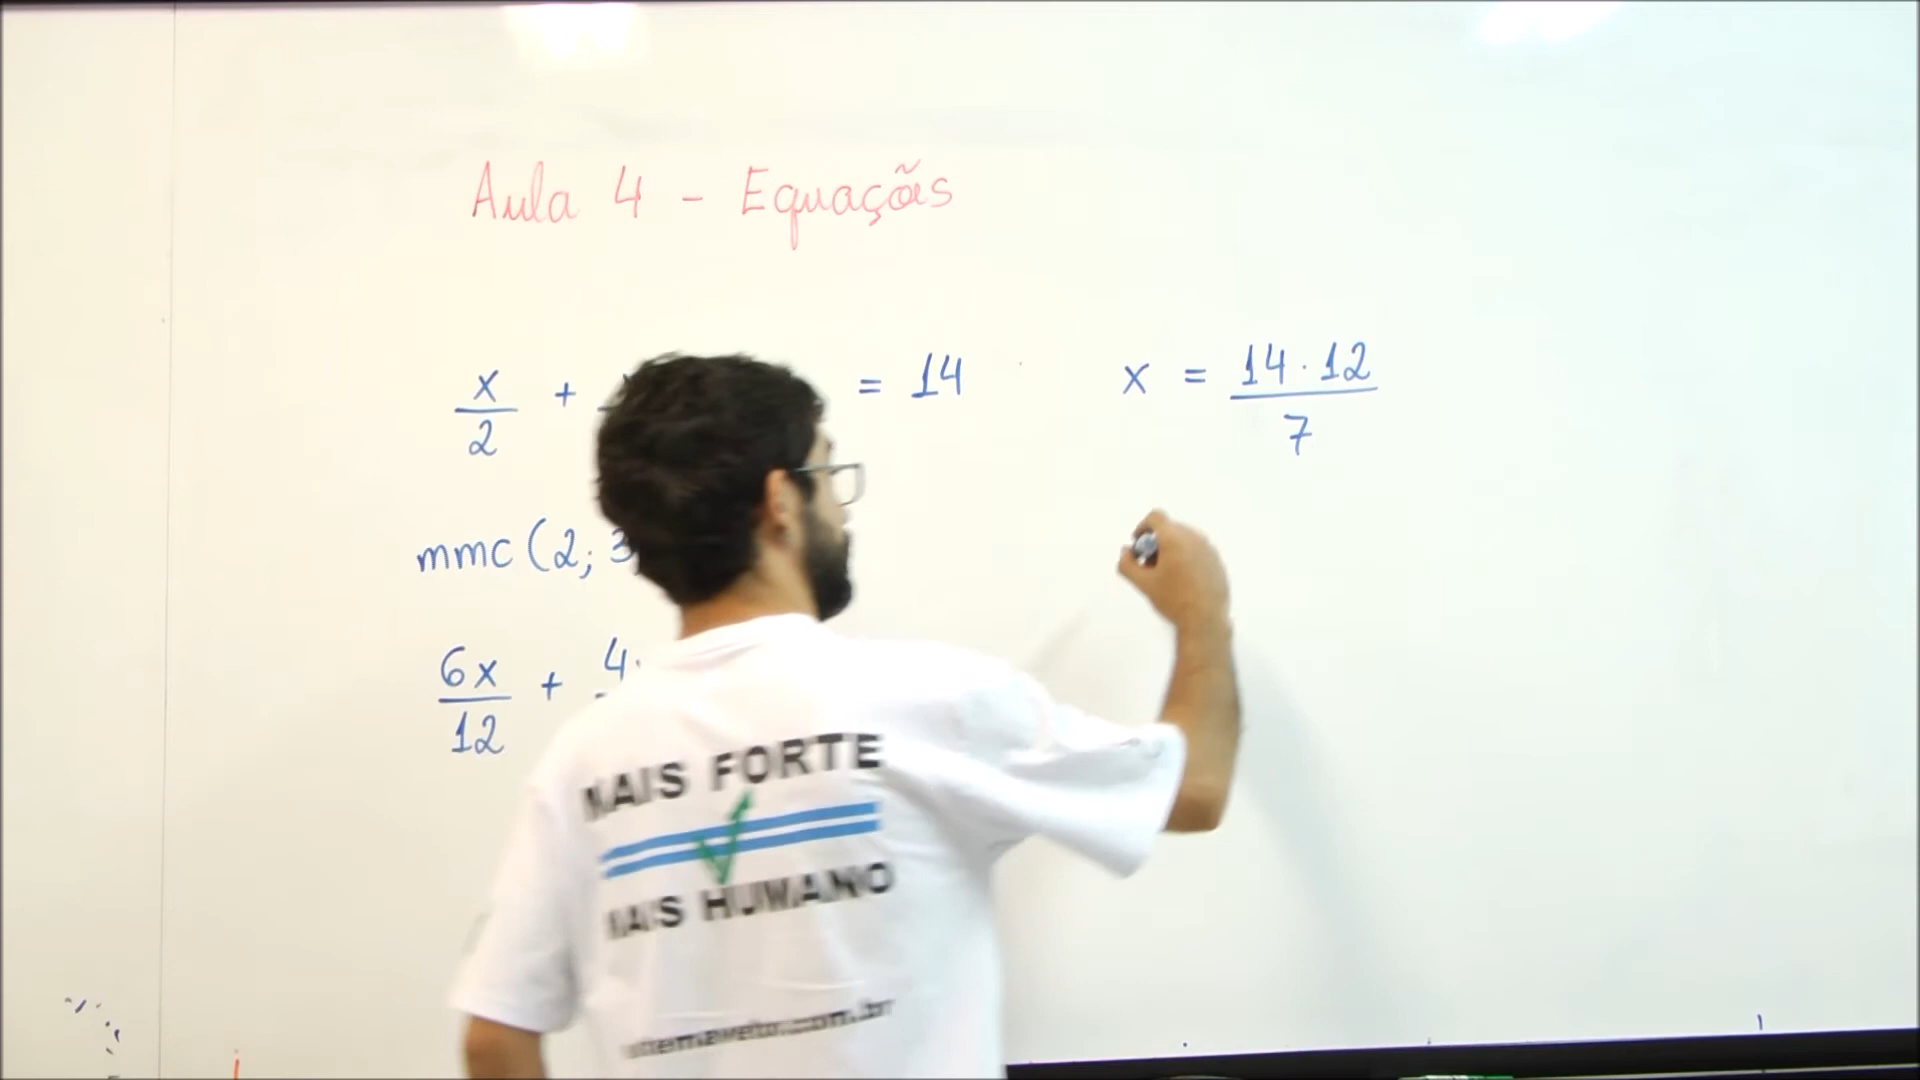 Aula 4 - Equações
x/2 + = 14
x = 14 · 12 / 7
mmc (2; 3
6x/12 + 4
MAIS FORTE
MAIS HUMANO